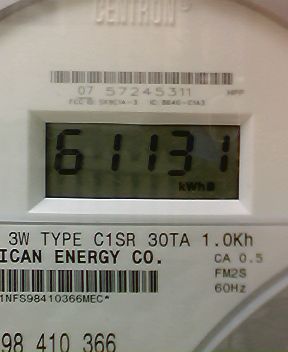 CENTRON
07 57245311
61131
kWh
3W TYPE C1SR 30TA 1.0Kh
ICAN ENERGY CO. CA 0.5
FM2S
1NFS98410366MEC* 60Hz
98 410 366